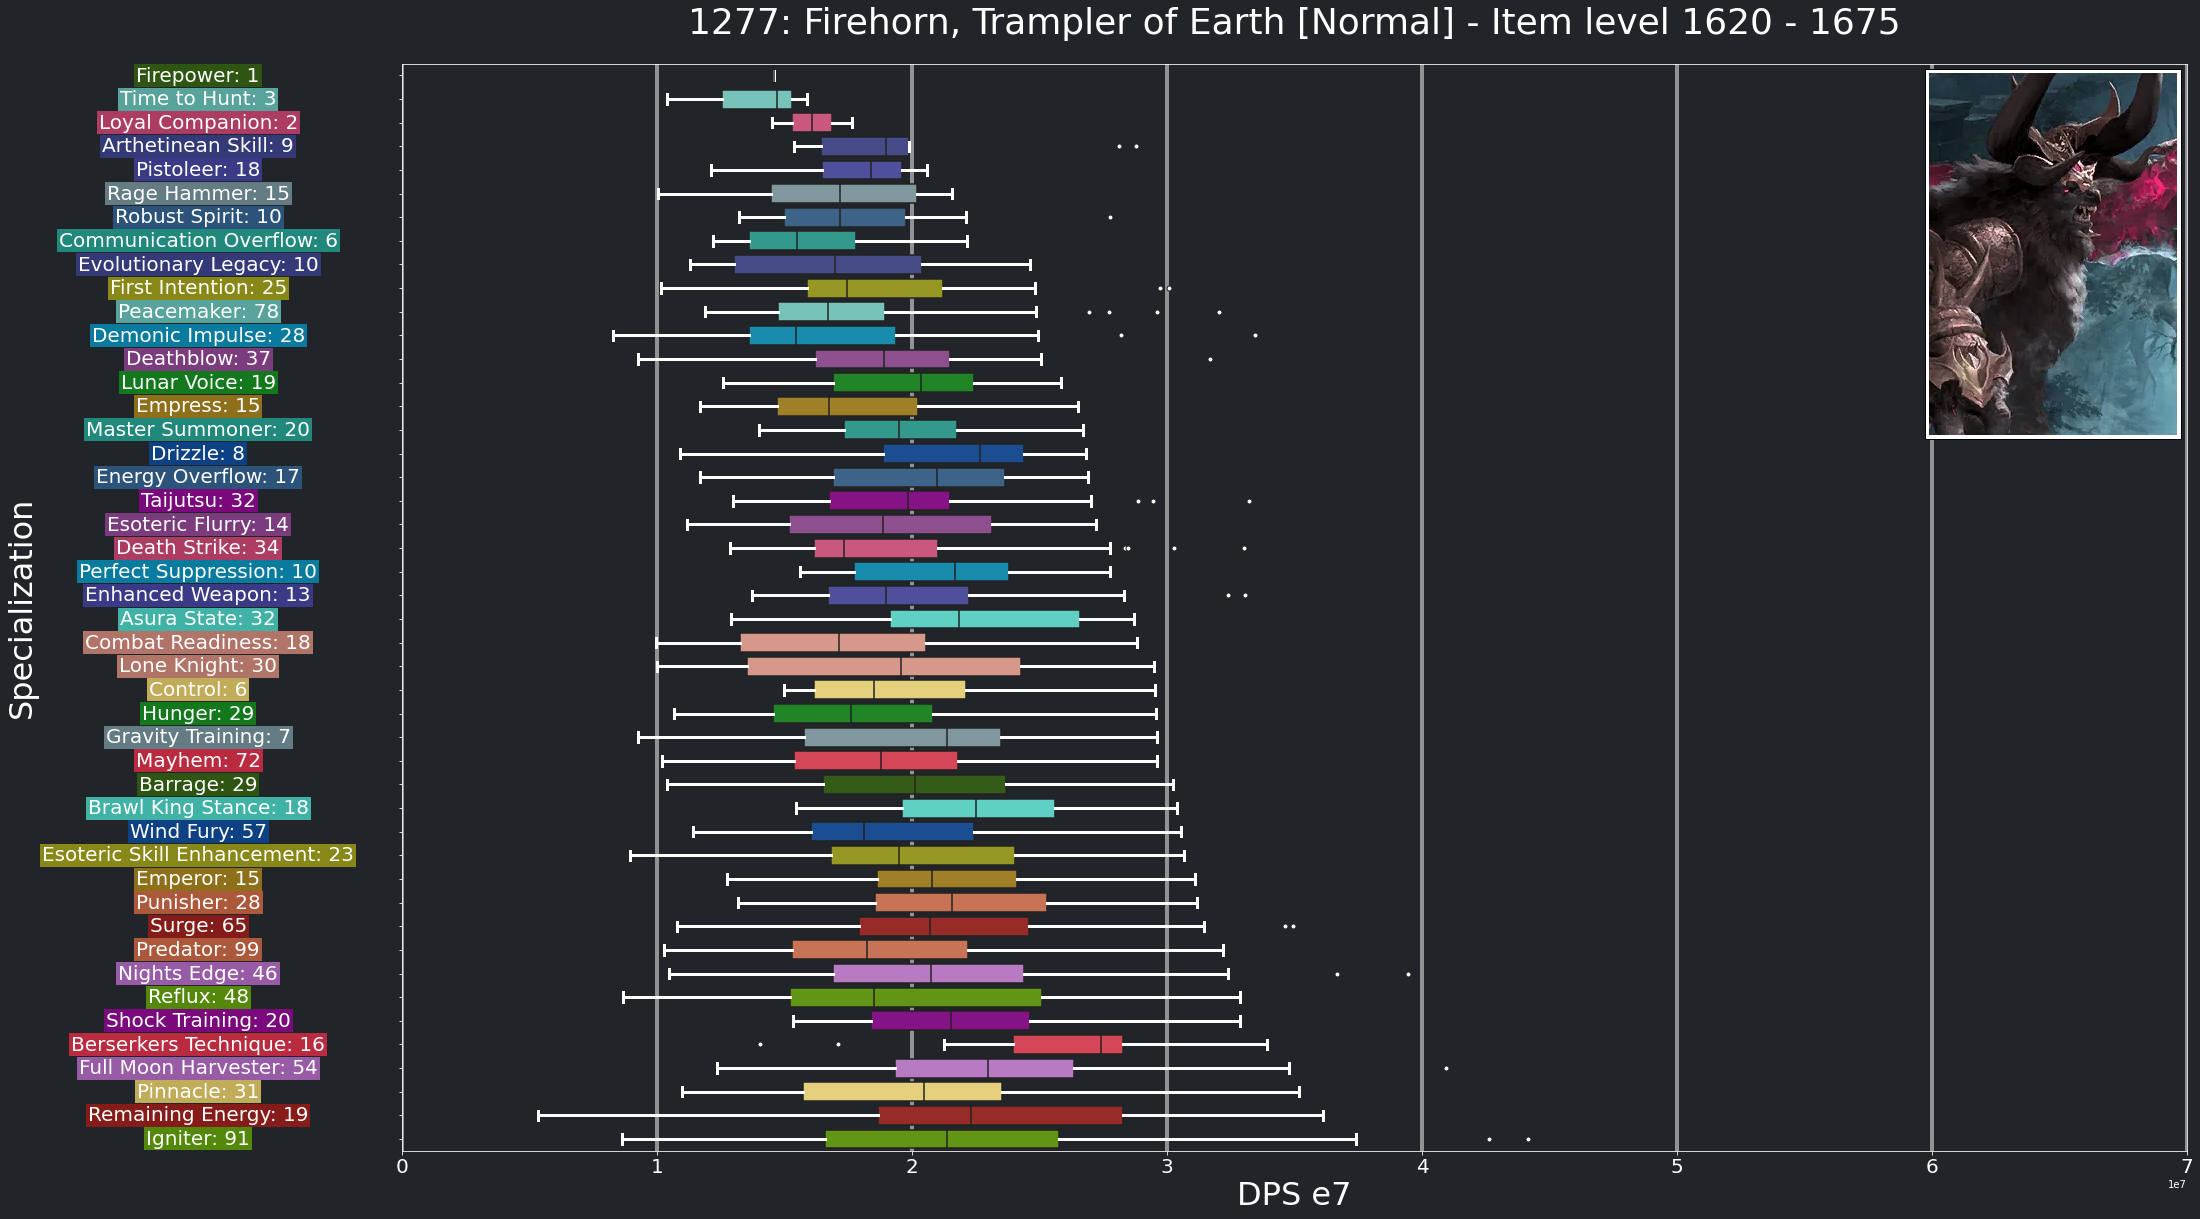 1277: Firehorn, Trampler of Earth [Normal] - Item level 1620 - 1675
Specialization
Firepower: 1
Time to Hunt: 3
Loyal Companion: 2
Arthetinean Skill: 9
Pistoleer: 18
Rage Hammer: 15
Robust Spirit: 10
Communication Overflow: 6
Evolutionary Legacy: 10
First Intention: 25
Peacemaker: 78
Demonic Impulse: 28
Deathblow: 37
Lunar Voice: 19
Empress: 15
Master Summoner: 20
Drizzle: 8
Energy Overflow: 17
Taijutsu: 32
Esoteric Flurry: 14
Death Strike: 34
Perfect Suppression: 10
Enhanced Weapon: 13
Asura State: 32
Combat Readiness: 18
Lone Knight: 30
Control: 6
Hunger: 29
Gravity Training: 7
Mayhem: 72
Barrage: 29
Brawl King Stance: 18
Wind Fury: 57
Esoteric Skill Enhancement: 23
Emperor: 15
Punisher: 28
Surge: 65
Predator: 99
Nights Edge: 46
Reflux: 48
Shock Training: 20
Berserkers Technique: 16
Full Moon Harvester: 54
Pinnacle: 31
Remaining Energy: 19
Igniter: 91
0 1 2 3 4 5 6 7
1e7
DPS e7